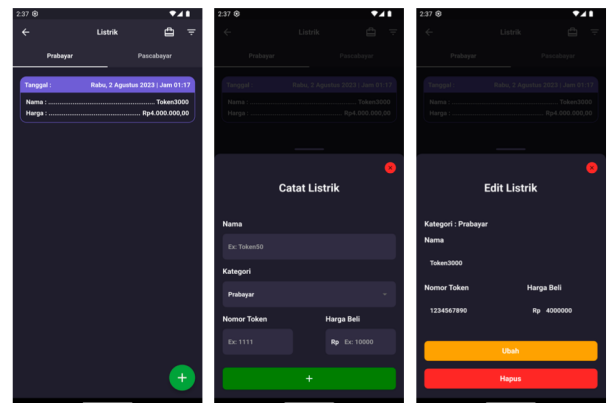 2:37
Listrik
Prabayar Pascabayar
Tanggal : Rabu, 2 Agustus 2023 | Jam 01:17
Nama : ........................................ Token3000
Harga : ................................... Rp4.000.000,00
+
2:37
Listrik
Prabayar Pascabayar
Tanggal : Rabu, 2 Agustus 2023 | Jam 01:17
Nama : ........................................ Token3000
Harga : ................................... Rp4.000.000,00
Catat Listrik
Nama
Ex: Token50
Kategori
Prabayar
Nomor Token Harga Beli
Ex: 1111 Rp Ex: 10000
+
2:37
Listrik
Prabayar Pascabayar
Tanggal : Rabu, 2 Agustus 2023 | Jam 01:17
Nama : ........................................ Token3000
Harga : ................................... Rp4.000.000,00
Edit Listrik
Kategori : Prabayar
Nama
Token3000
Nomor Token Harga Beli
1234567890 Rp 4000000
Ubah
Hapus